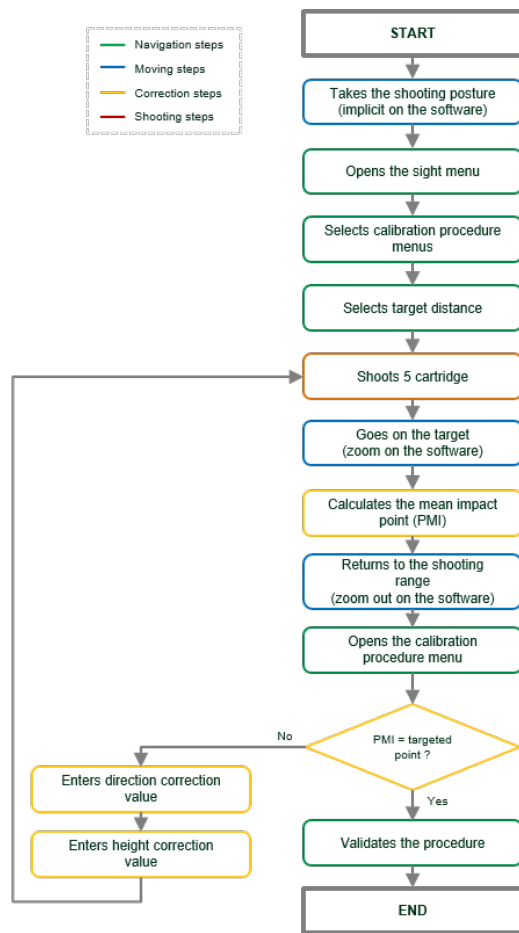 Navigation steps
Moving steps
Correction steps
Shooting steps
START
Takes the shooting posture
(implicit on the software)
Opens the sight menu
Selects calibration procedure
menus
Selects target distance
Shoots 5 cartridge
Goes on the target
(zoom on the software)
Calculates the mean impact
point (PMI)
Returns to the shooting
range
(zoom out on the software)
Opens the calibration
procedure menu
PMI = targeted
point ?
No
Enters direction correction
value
Enters height correction
value
Yes
Validates the procedure
END